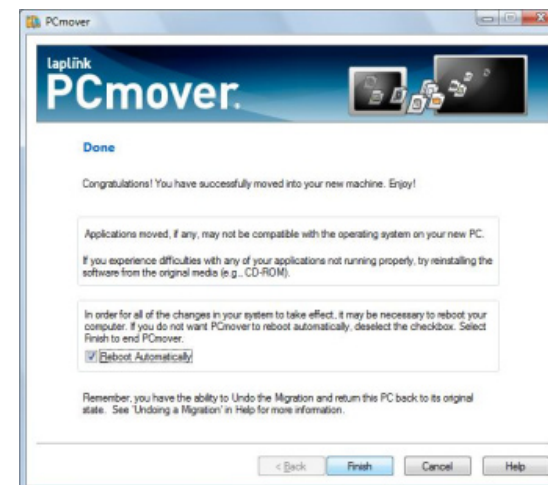 PCmover
laplink
PCmover.
Done
Congratulations! You have successfully moved into your new machine. Enjoy!
Applications moved, if any, may not be compatible with the operating system on your new PC.
If you experience difficulties with any of your applications not running properly, try reinstalling the
software from the original media (e.g., CD-ROM).
In order for all of the changes in your system to take effect, it may be necessary to reboot your
computer. If you do not want PCmover to reboot automatically, deselect the checkbox. Select
Finish to end PCmover.
Reboot Automatically
Remember, you have the ability to Undo the Migration and return this PC back to its original
state. See 'Undoing a Migration' in Help for more information.
< Back Finish Cancel Help